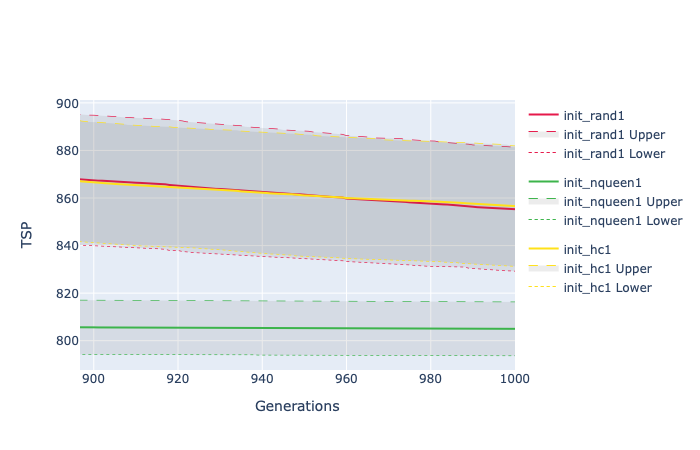 900
880
860
840
820
800
TSP
900
920
940
960
980
1000
Generations
init_rand1
init_rand1 Upper
init_rand1 Lower
init_nqueen1
init_nqueen1 Upper
init_nqueen1 Lower
init_hc1
init_hc1 Upper
init_hc1 Lower